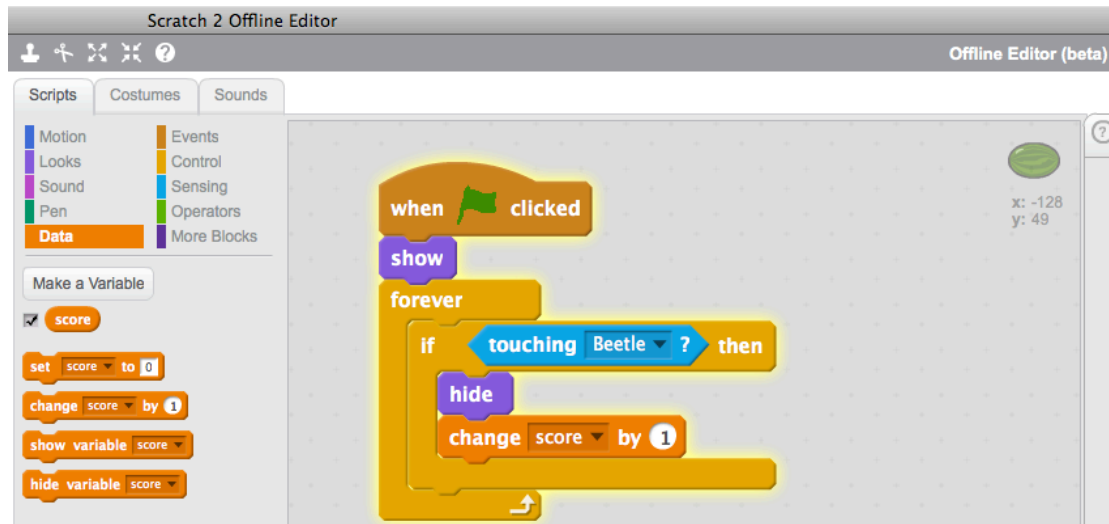 Scratch 2 Offline Editor
Offline Editor (beta)
Scripts Costumes Sounds
Motion Events
Looks Control
Sound Sensing
Pen Operators
Data More Blocks
Make a Variable
score
set score to 0
change score by 1
show variable score
hide variable score
when clicked
show
forever
if touching Beetle ? then
hide
change score by 1
x: -128
y: 49
?